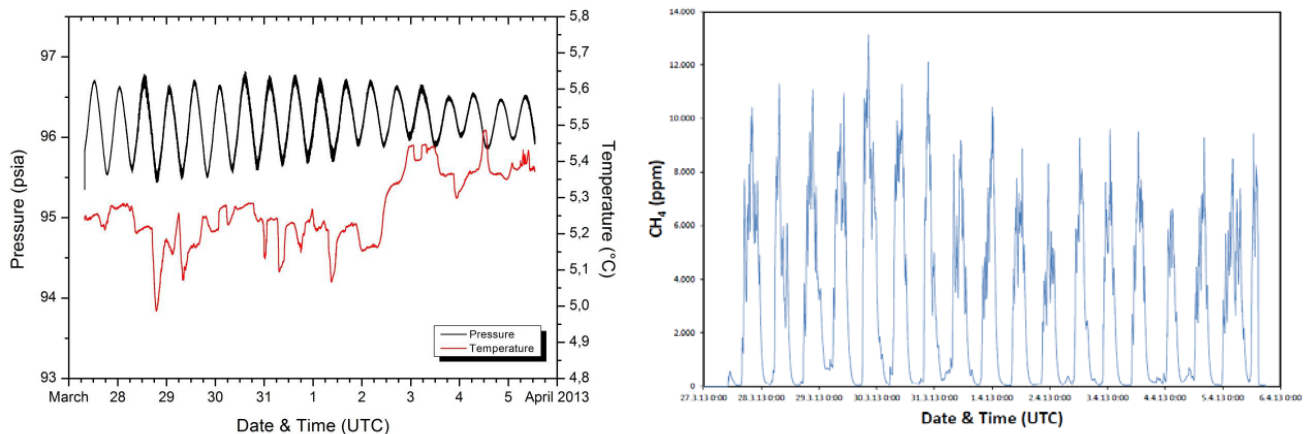 97
96
95
94
93
Pressure (psia)
5,8
5,7
5,6
5,5
5,4
5,3
5,2
5,1
5,0
4,9
4,8
Temperature (°C)
Pressure
Temperature
March 28 29 30 31 1 2 3 4 5 April 2013
Date & Time (UTC)
14.000
12.000
10.000
8.000
6.000
4.000
2.000
0
CH₄ (ppm)
27.3.13 0:00 28.3.13 0:00 29.3.13 0:00 30.3.13 0:00 31.3.13 0:00 1.4.13 0:00 2.4.13 0:00 3.4.13 0:00 4.4.13 0:00 5.4.13 0:00 6.4.13 0:00
Date & Time (UTC)